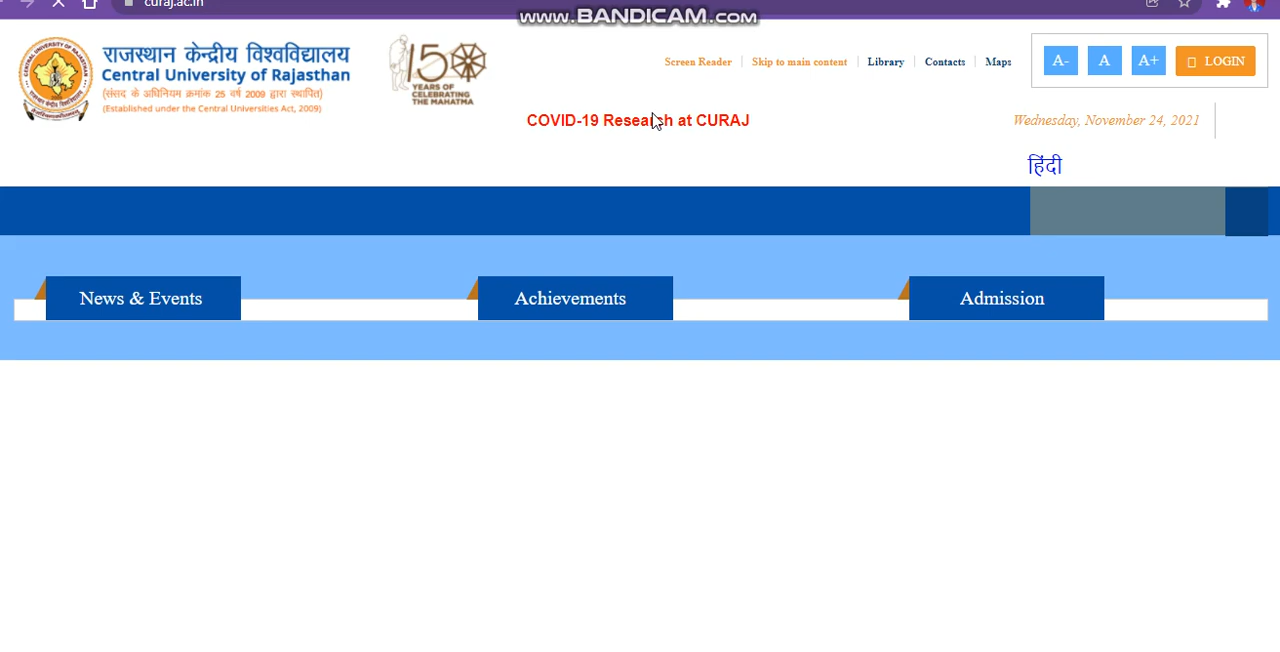 curaj.ac.in
www.BANDICAM.com
राजस्थान केन्द्रीय विश्वविद्यालय
Central University of Rajasthan
(संसद के अधिनियम क्रमांक 25 वर्ष 2009 द्वारा स्थापित)
(Established under the Central Universities Act, 2009)
150
YEARS OF
CELEBRATING
THE MAHATMA
Screen Reader
Skip to main content
Library
Contacts
Maps
A-
A
A+
LOGIN
COVID-19 Research at CURAJ
Wednesday, November 24, 2021
हिंदी
News & Events
Achievements
Admission